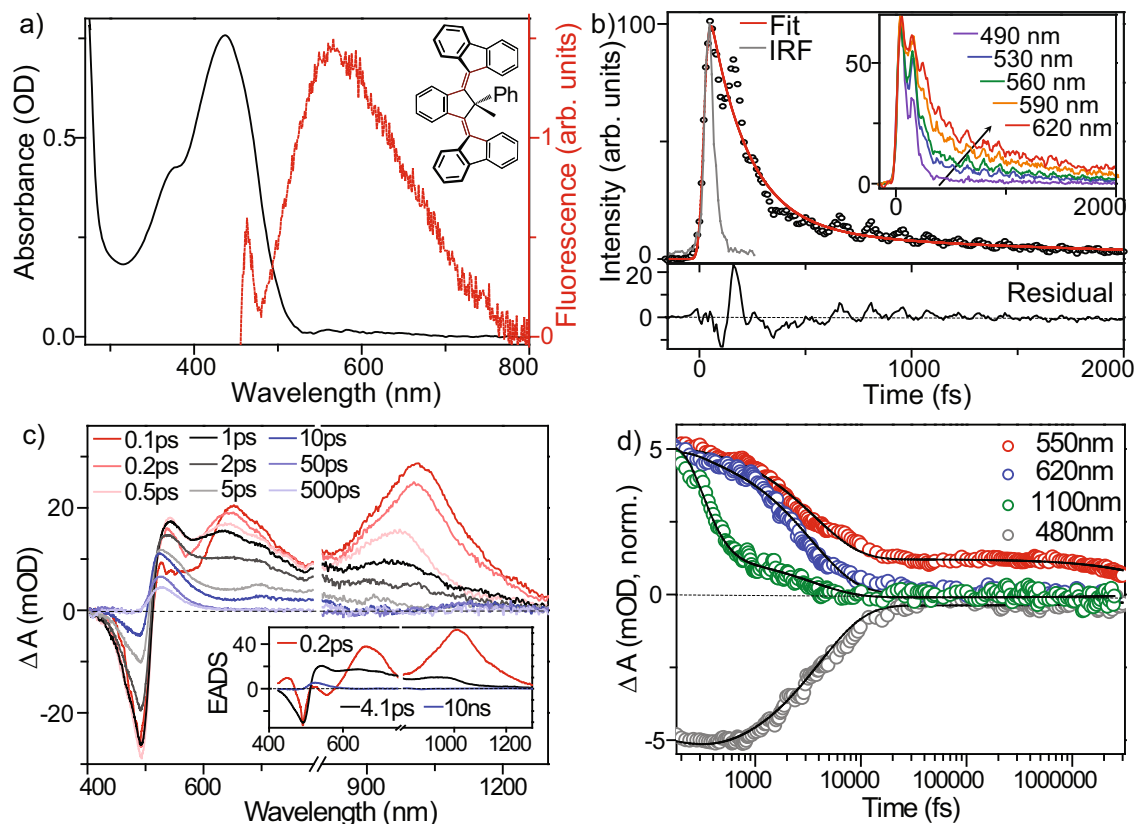 a)
Absorbance (OD)
0.5
0.0
400
600
800
Wavelength (nm)
1
0
Fluorescence (arb. units)
Ph
b)
Intensity (arb. units)
100
0
Fit
IRF
50
0
490 nm
530 nm
560 nm
590 nm
620 nm
0
2000
20
0
Residual
0
1000
2000
Time (fs)
c)
0.1ps
1ps
10ps
0.2ps
2ps
50ps
0.5ps
5ps
500ps
Δ A (mOD)
20
0
-20
EADS
40
0
0.2ps
4.1ps
10ns
400
600
1000
1200
400
600
900
1200
Wavelength (nm)
d)
Δ A (mOD, norm.)
5
0
-5
550nm
620nm
1100nm
480nm
1000
10000
100000
1000000
Time (fs)